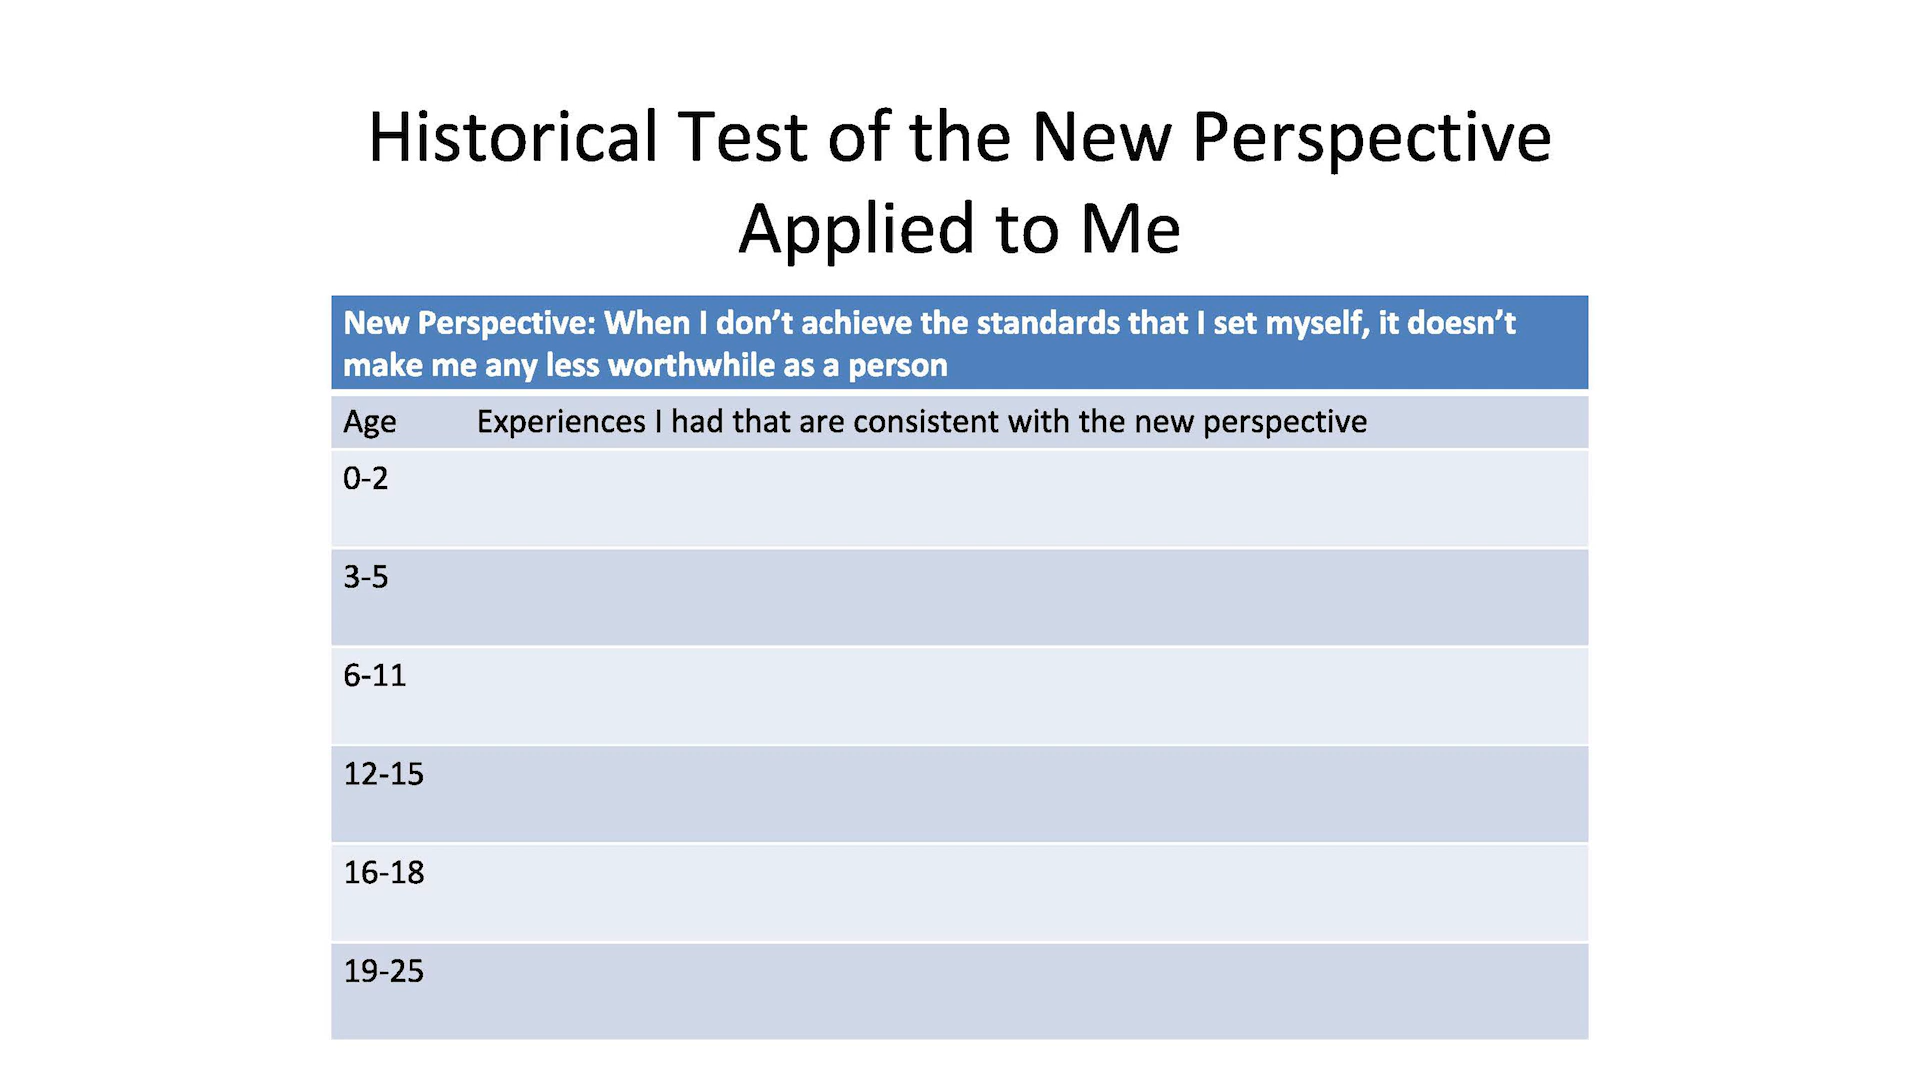 Historical Test of the New Perspective
Applied to Me
New Perspective: When I don’t achieve the standards that I set myself, it doesn’t
make me any less worthwhile as a person
Age Experiences I had that are consistent with the new perspective
0-2
3-5
6-11
12-15
16-18
19-25